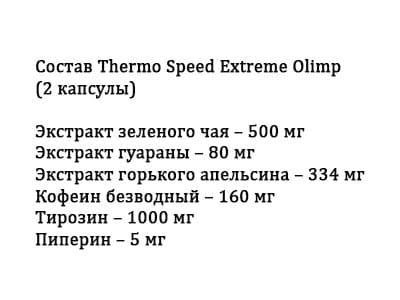 Состав Thermo Speed Extreme Olimp
(2 капсулы)
Экстракт зеленого чая – 500 мг
Экстракт гуараны – 80 мг
Экстракт горького апельсина – 334 мг
Кофеин безводный – 160 мг
Тирозин – 1000 мг
Пиперин – 5 мг